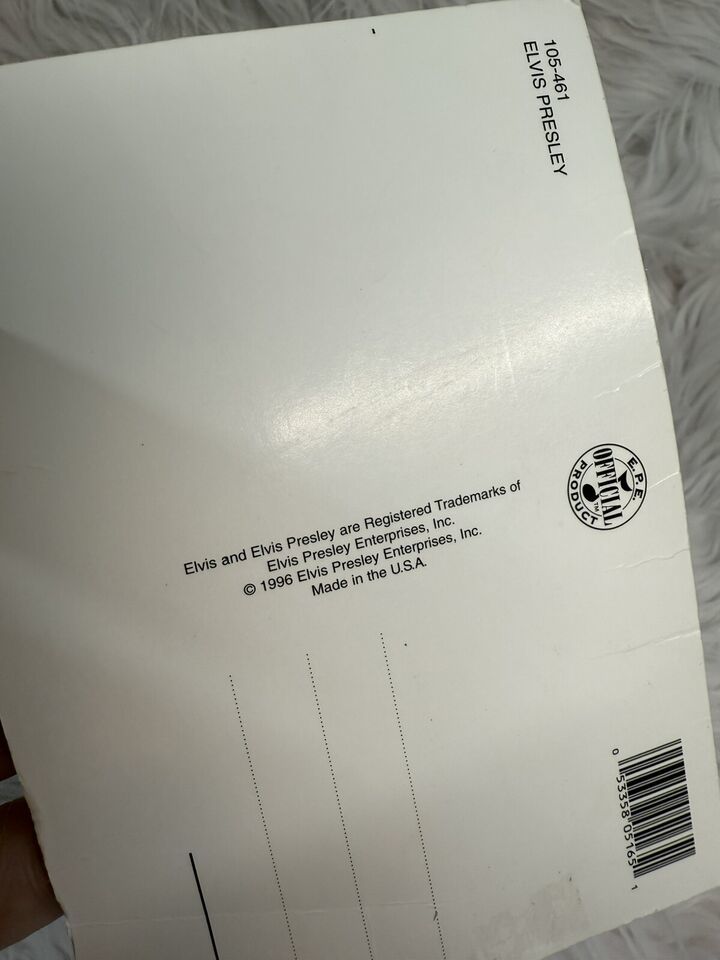 105-461
ELVIS PRESLEY
E.P.E.
OFFICIAL™
PRODUCT
Elvis and Elvis Presley are Registered Trademarks of
Elvis Presley Enterprises, Inc.
© 1996 Elvis Presley Enterprises, Inc.
Made in the U.S.A.
0 53358 05165 1